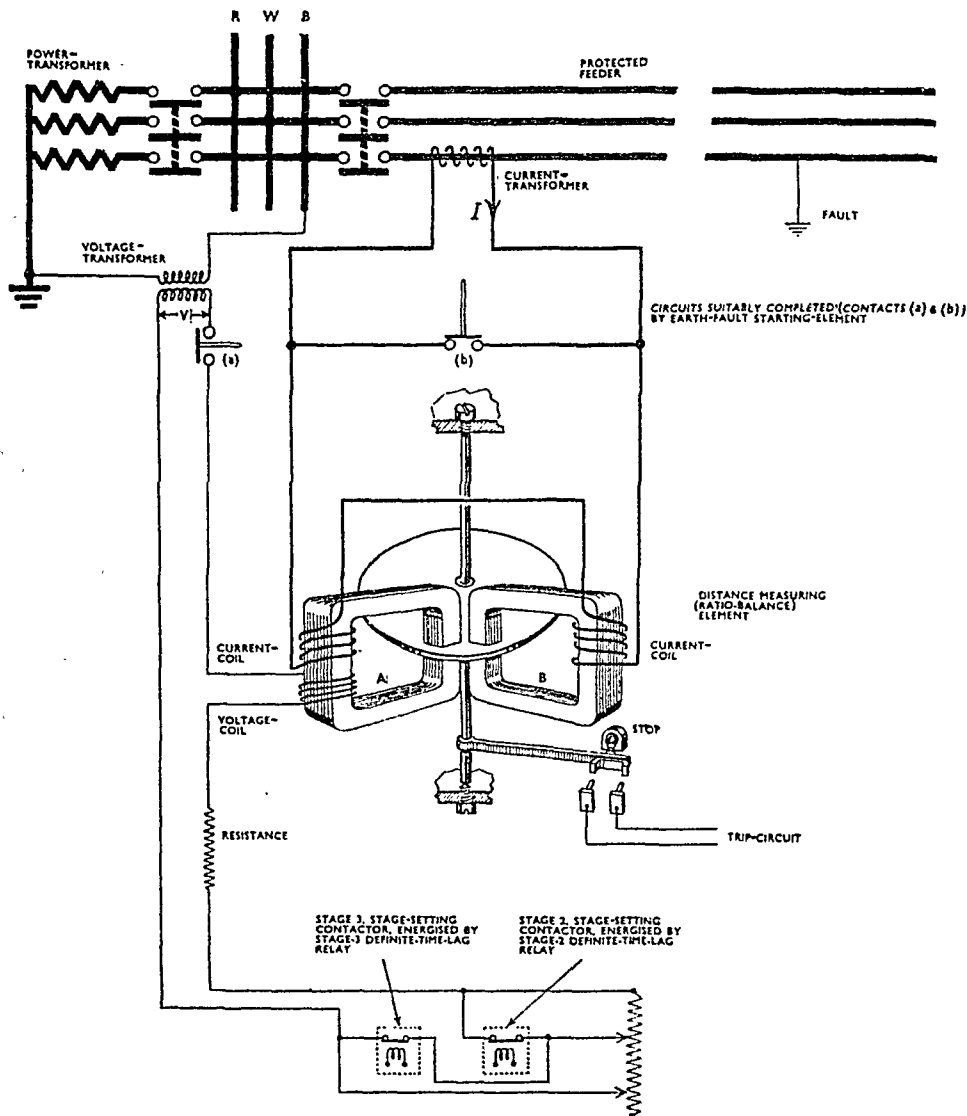 R W B
POWER-
TRANSFORMER
PROTECTED
FEEDER
CURRENT-
TRANSFORMER
I
FAULT
VOLTAGE-
TRANSFORMER
V
(a)
(b)
CIRCUITS SUITABLY COMPLETED (CONTACTS (a) & (b))
BY EARTH-FAULT STARTING-ELEMENT
DISTANCE MEASURING
(RATIO-BALANCE)
ELEMENT
CURRENT-
COIL
A
B
CURRENT-
COIL
VOLTAGE-
COIL
STOP
RESISTANCE
TRIP-CIRCUIT
STAGE 3, STAGE-SETTING
CONTACTOR, ENERGISED BY
STAGE-3 DEFINITE-TIME-LAG
RELAY
STAGE 2, STAGE-SETTING
CONTACTOR, ENERGISED BY
STAGE-2 DEFINITE-TIME-LAG
RELAY